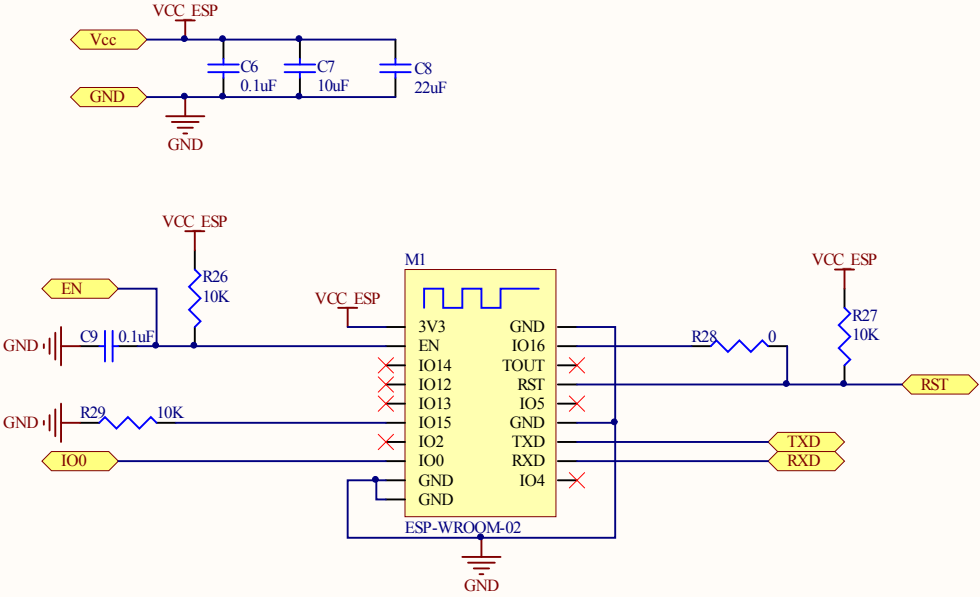 VCC_ESP
Vcc
C6
0.1uF
C7
10uF
C8
22uF
GND
GND
VCC_ESP
EN
R26
10K
GND
C9
0.1uF
GND
R29
10K
IO0
VCC_ESP
M1
3V3
EN
IO14
IO12
IO13
IO15
IO2
IO0
GND
GND
GND
IO16
TOUT
RST
IO5
GND
TXD
RXD
IO4
ESP-WROOM-02
GND
R28
0
VCC_ESP
R27
10K
RST
TXD
RXD